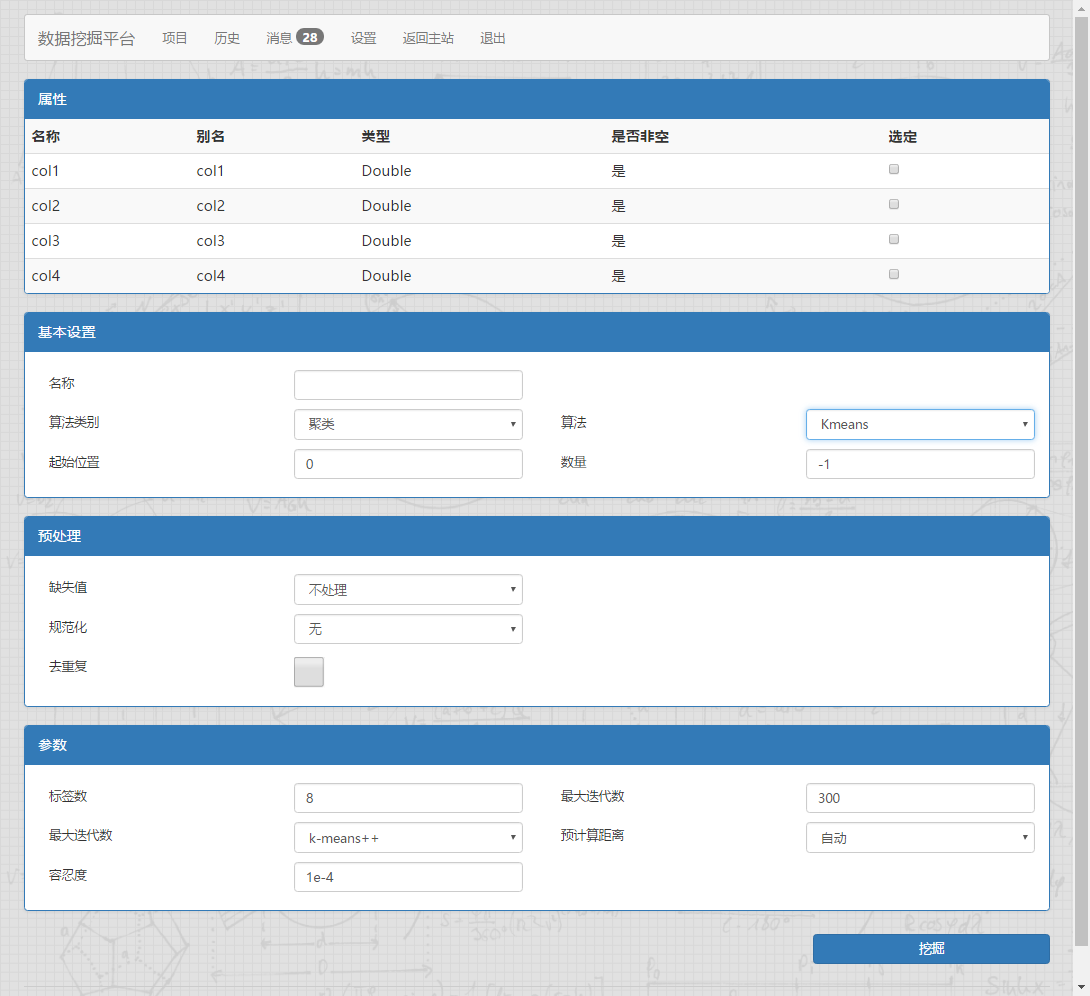 数据挖掘平台 项目 历史 消息 28 设置 返回主站 退出
属性
名称 别名 类型 是否非空 选定
col1 col1 Double 是
col2 col2 Double 是
col3 col3 Double 是
col4 col4 Double 是
基本设置
名称
算法类别 聚类 算法 Kmeans
起始位置 0 数量 -1
预处理
缺失值 不处理
规范化 无
去重复
参数
标签数 8 最大迭代数 300
最大迭代数 k-means++ 预计算距离 自动
容忍度 1e-4
挖掘